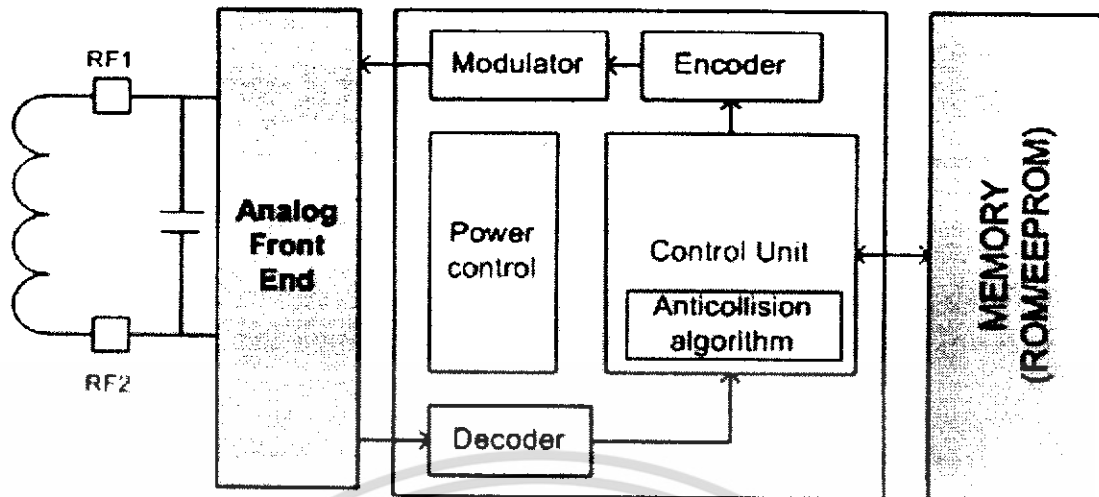 RF1
RF2
Analog
Front
End
Modulator
Encoder
Power
control
Control Unit
Anticollision
algorithm
Decoder
MEMORY
(ROM/EEPROM)